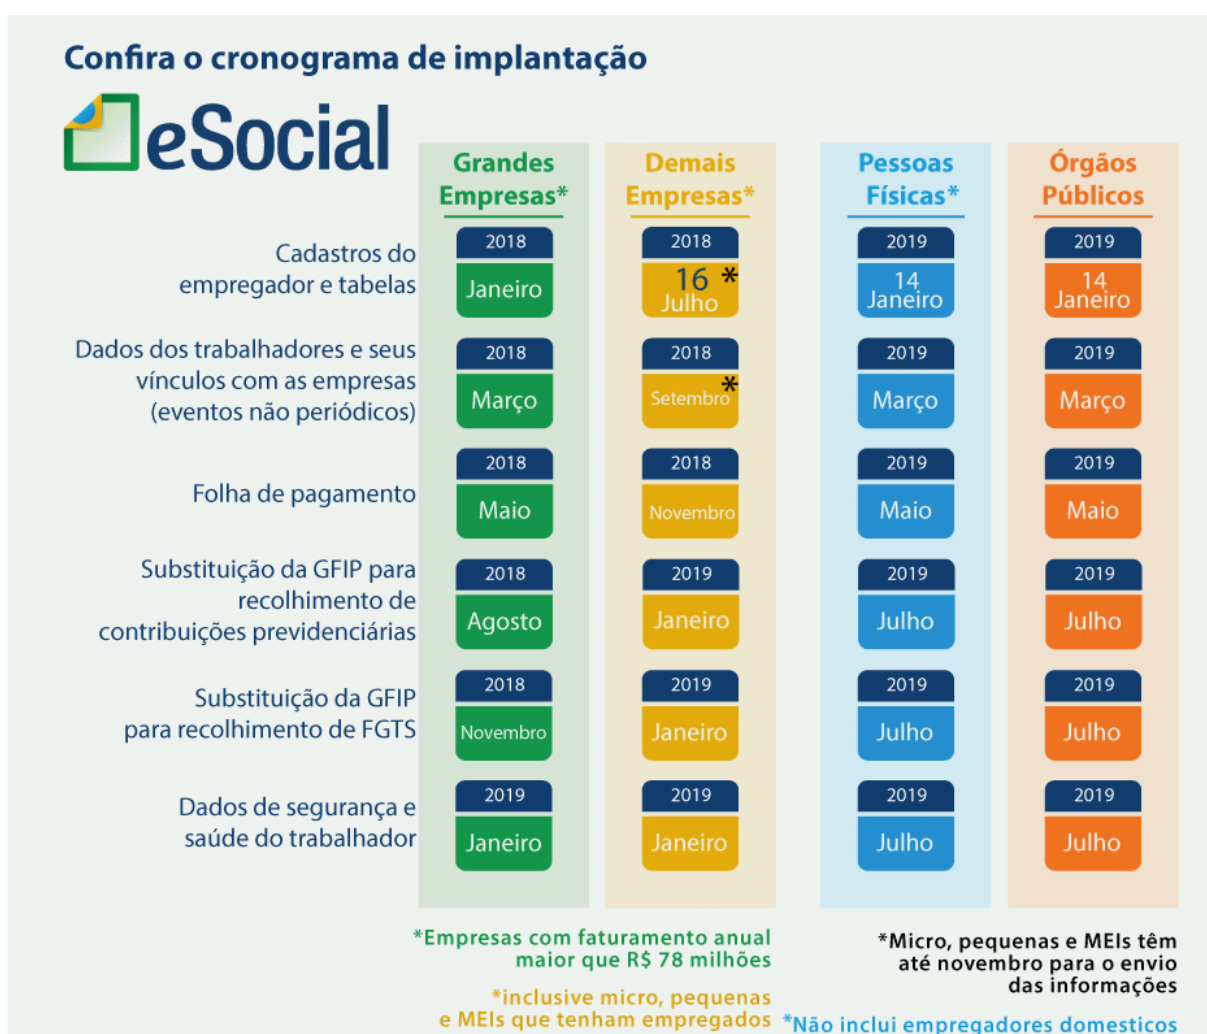 Confira o cronograma de implantação
eSocial
Grandes
Empresas*
Demais
Empresas*
Pessoas
Físicas*
Órgãos
Públicos
Cadastros do
empregador e tabelas
2018
Janeiro
2018
16 *
Julho
2019
14
Janeiro
2019
14
Janeiro
Dados dos trabalhadores e seus
vínculos com as empresas
(eventos não periódicos)
2018
Março
2018
Setembro*
2019
Março
2019
Março
Folha de pagamento
2018
Maio
2018
Novembro
2019
Maio
2019
Maio
Substituição da GFIP para
recolhimento de
contribuições previdenciárias
2018
Agosto
2019
Janeiro
2019
Julho
2019
Julho
Substituição da GFIP
para recolhimento de FGTS
2018
Novembro
2019
Janeiro
2019
Julho
2019
Julho
Dados de segurança e
saúde do trabalhador
2019
Janeiro
2019
Janeiro
2019
Julho
2019
Julho
*Empresas com faturamento anual
maior que R$ 78 milhões
*inclusive micro, pequenas
e MEIs que tenham empregados
*Micro, pequenas e MEIs têm
até novembro para o envio
das informações
*Não inclui empregadores domesticos